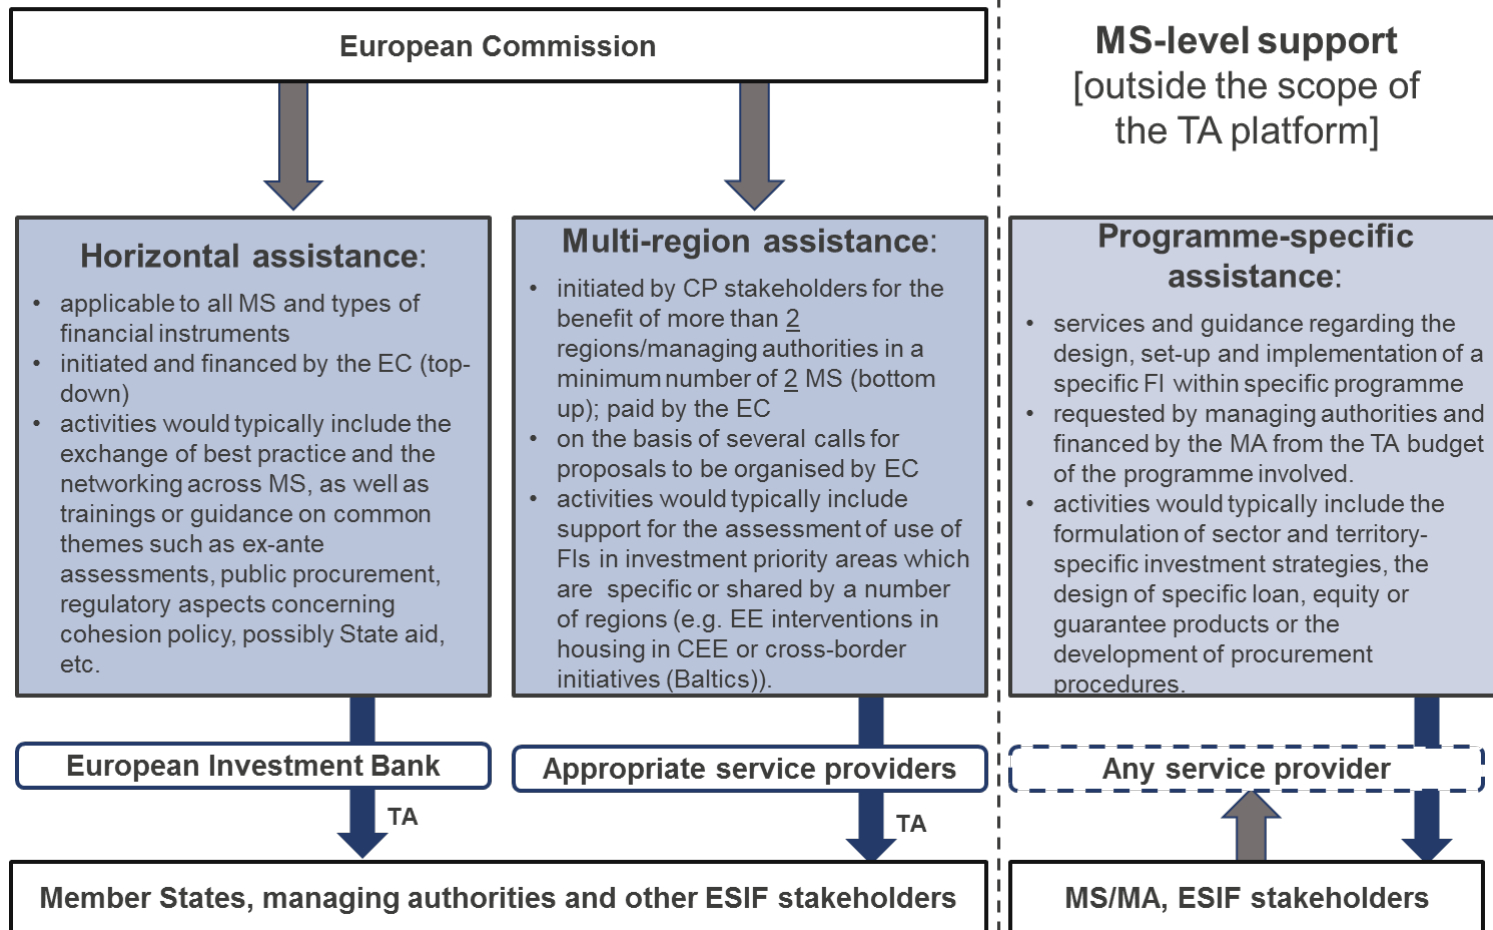 European Commission
MS-level support
[outside the scope of
the TA platform]
Horizontal assistance:
• applicable to all MS and types of
financial instruments
• initiated and financed by the EC (top-
down)
• activities would typically include the
exchange of best practice and the
networking across MS, as well as
trainings or guidance on common
themes such as ex-ante
assessments, public procurement,
regulatory aspects concerning
cohesion policy, possibly State aid,
etc.
Multi-region assistance:
• initiated by CP stakeholders for the
benefit of more than 2
regions/managing authorities in a
minimum number of 2 MS (bottom
up); paid by the EC
• on the basis of several calls for
proposals to be organised by EC
• activities would typically include
support for the assessment of use of
FIs in investment priority areas which
are specific or shared by a number
of regions (e.g. EE interventions in
housing in CEE or cross-border
initiatives (Baltics)).
Programme-specific
assistance:
• services and guidance regarding the
design, set-up and implementation of a
specific FI within specific programme
• requested by managing authorities and
financed by the MA from the TA budget
of the programme involved.
• activities would typically include the
formulation of sector and territory-
specific investment strategies, the
design of specific loan, equity or
guarantee products or the
development of procurement
procedures.
European Investment Bank
Appropriate service providers
Any service provider
TA
TA
Member States, managing authorities and other ESIF stakeholders
MS/MA, ESIF stakeholders